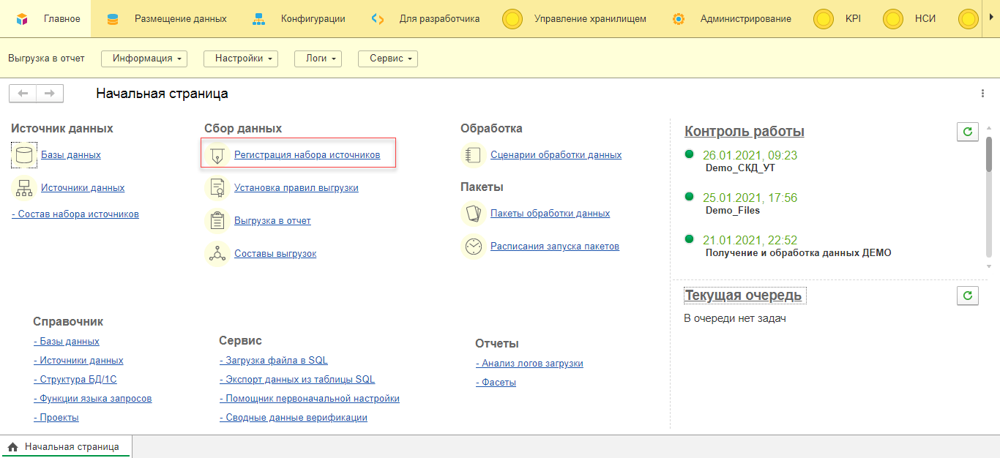 Главное Размещение данных Конфигурации Для разработчика Управление хранилищем Администрирование KPI НСИ
Выгрузка в отчет Информация Настройки Логи Сервис
Начальная страница
Источник данных
Базы данных
Источники данных
- Состав набора источников
Сбор данных
Регистрация набора источников
Установка правил выгрузки
Выгрузка в отчет
Составы выгрузок
Обработка
Сценарии обработки данных
Пакеты
Пакеты обработки данных
Расписания запуска пакетов
Контроль работы
26.01.2021, 09:23
Demo_СКД_УТ
25.01.2021, 17:56
Demo_Files
21.01.2021, 22:52
Получение и обработка данных ДЕМО
Текущая очередь
В очереди нет задач
Справочник
- Базы данных
- Источники данных
- Структура БД/1С
- Функции языка запросов
- Проекты
Сервис
- Загрузка файла в SQL
- Экспорт данных из таблицы SQL
- Помощник первоначальной настройки
- Сводные данные верификации
Отчеты
- Анализ логов загрузки
- Фасеты
Начальная страница